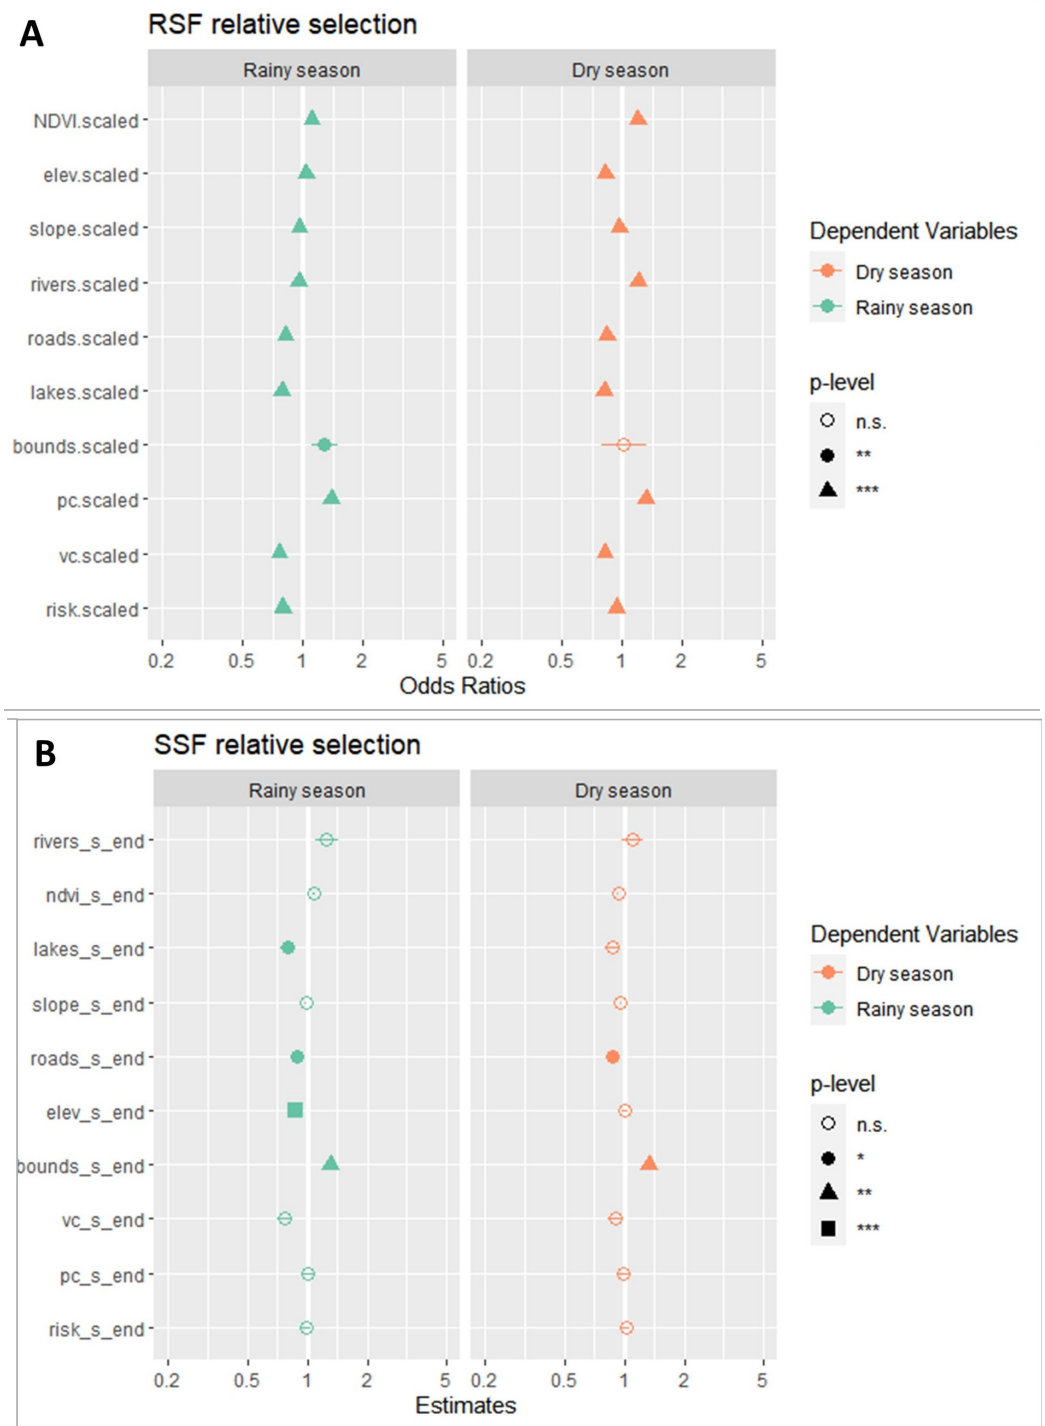 A
RSF relative selection
Rainy season
Dry season
NDVI.scaled
elev.scaled
slope.scaled
rivers.scaled
roads.scaled
lakes.scaled
bounds.scaled
pc.scaled
vc.scaled
risk.scaled
0.2 0.5 1 2 5 0.2 0.5 1 2 5
Odds Ratios
Dependent Variables
Dry season
Rainy season
p-level
n.s.
**
***
B
SSF relative selection
Rainy season
Dry season
rivers_s_end
ndvi_s_end
lakes_s_end
slope_s_end
roads_s_end
elev_s_end
bounds_s_end
vc_s_end
pc_s_end
risk_s_end
0.2 0.5 1 2 5 0.2 0.5 1 2 5
Estimates
Dependent Variables
Dry season
Rainy season
p-level
n.s.
*
**
***